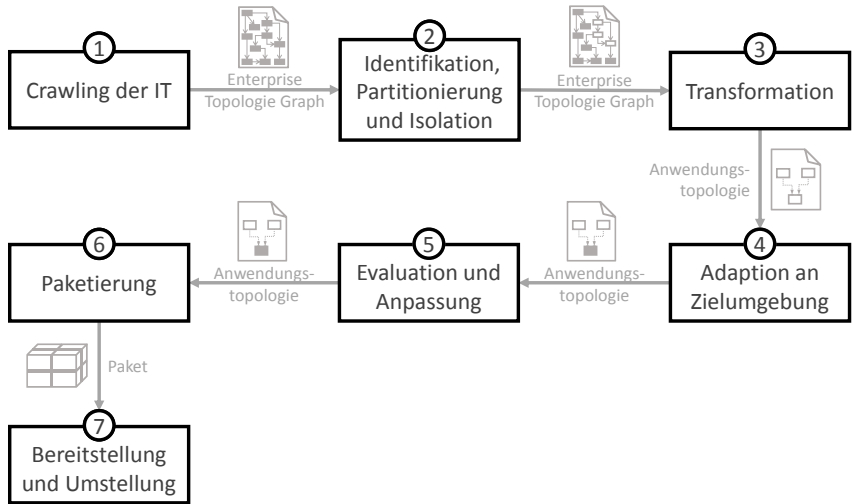 1
Crawling der IT
Enterprise
Topologie Graph
2
Identifikation,
Partitionierung
und Isolation
Enterprise
Topologie Graph
3
Transformation
Anwendungs-
topologie
4
Adaption an
Zielumgebung
Anwendungs-
topologie
5
Evaluation und
Anpassung
Anwendungs-
topologie
6
Paketierung
Paket
7
Bereitstellung
und Umstellung